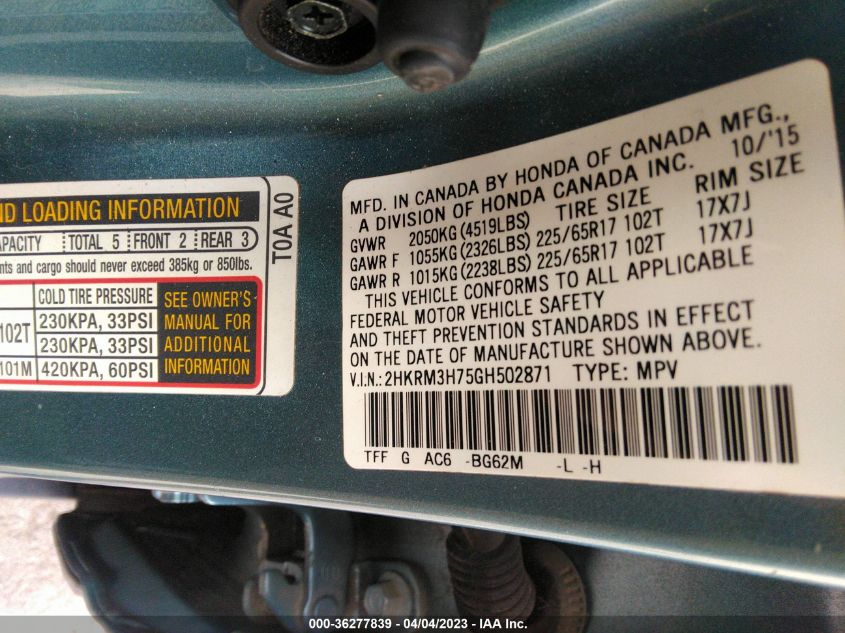 ND LOADING INFORMATION
APACITY TOTAL 5 FRONT 2 REAR 3
nts and cargo should never exceed 385kg or 850lbs.
COLD TIRE PRESSURE
102T 230KPA, 33PSI
230KPA, 33PSI
101M 420KPA, 60PSI
SEE OWNER'S
MANUAL FOR
ADDITIONAL
INFORMATION
T0A A0
MFD. IN CANADA BY HONDA OF CANADA MFG.,
A DIVISION OF HONDA CANADA INC. 10/'15
GVWR 2050KG (4519LBS) TIRE SIZE RIM SIZE
GAWR F 1055KG (2326LBS) 225/65R17 102T 17X7J
GAWR R 1015KG (2238LBS) 225/65R17 102T 17X7J
THIS VEHICLE CONFORMS TO ALL APPLICABLE
FEDERAL MOTOR VEHICLE SAFETY
AND THEFT PREVENTION STANDARDS IN EFFECT
ON THE DATE OF MANUFACTURE SHOWN ABOVE.
V.I.N.: 2HKRM3H75GH502871 TYPE: MPV
TFF G AC6 -BG62M -L -H
000-36277839 - 04/04/2023 - IAA Inc.